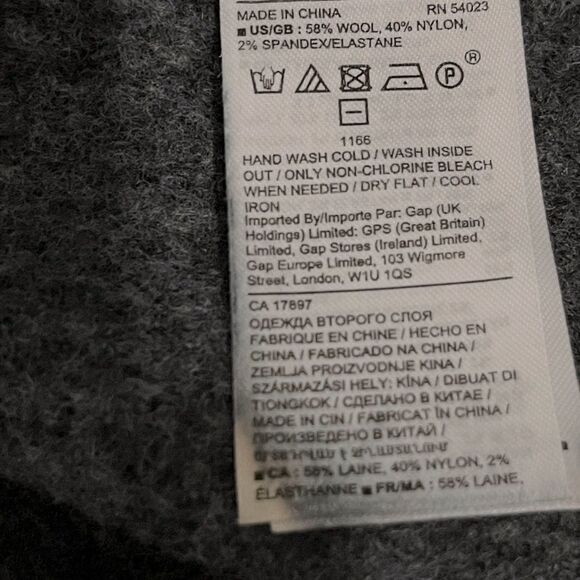 MADE IN CHINA RN 54023
■ US/GB : 58% WOOL, 40% NYLON,
2% SPANDEX/ELASTANE
P ®
1166
HAND WASH COLD / WASH INSIDE
OUT / ONLY NON-CHLORINE BLEACH
WHEN NEEDED / DRY FLAT / COOL
IRON
Imported By/Importe Par: Gap (UK
Holdings) Limited: GPS (Great Britain)
Limited, Gap Stores (Ireland) Limited,
Gap Europe Limited, 103 Wigmore
Street, London, W1U 1QS
CA 17897
ОДЕЖДА ВТОРОГО СЛОЯ
FABRIQUE EN CHINE / HECHO EN
CHINA / FABRICADO NA CHINA /
ZEMLJA PROIZVODNJE KINA /
SZÁRMAZÁSI HELY: KÍNA / DIBUAT DI
TIONGKOK / СДЕЛАНО В КИТАЕ /
MADE IN CIN / FABRICAT ÎN CHINA /
ПРОИЗВЕДЕНО В КИТАЙ /
■ CA : 58% LAINE, 40% NYLON, 2%
ÉLASTHANNE ■ FR/MA : 58% LAINE,